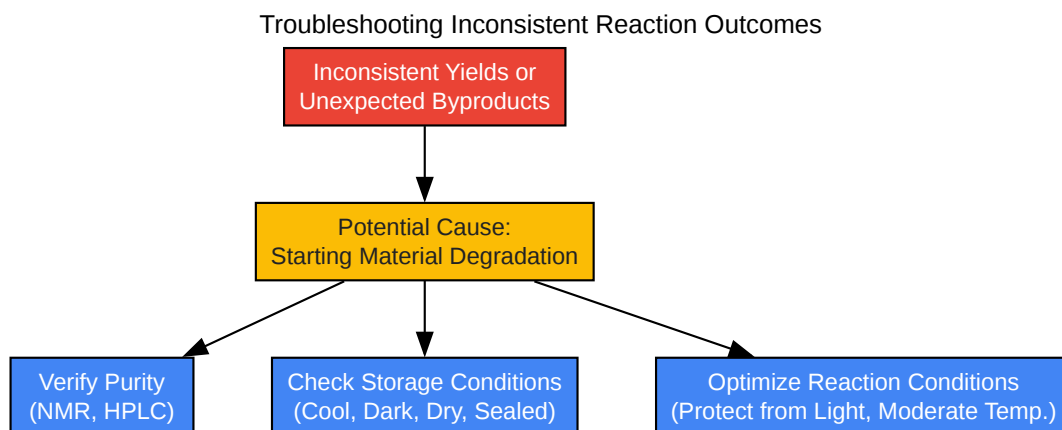 Troubleshooting Inconsistent Reaction Outcomes
Inconsistent Yields or
Unexpected Byproducts
Potential Cause:
Starting Material Degradation
Verify Purity
(NMR, HPLC)
Check Storage Conditions
(Cool, Dark, Dry, Sealed)
Optimize Reaction Conditions
(Protect from Light, Moderate Temp.)